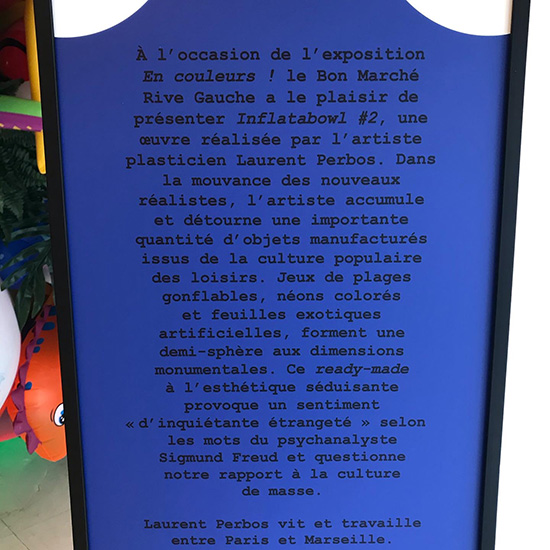 À l’occasion de l’exposition
En couleurs ! le Bon Marché
Rive Gauche a le plaisir de
présenter Inflatabowl #2, une
œuvre réalisée par l’artiste
plasticien Laurent Perbos. Dans
la mouvance des nouveaux
réalistes, l’artiste accumule
et détourne une importante
quantité d’objets manufacturés
issus de la culture populaire
des loisirs. Jeux de plages
gonflables, néons colorés
et feuilles exotiques
artificielles, forment une
demi-sphère aux dimensions
monumentales. Ce ready-made
à l’esthétique séduisante
provoque un sentiment
« d’inquiétante étrangeté » selon
les mots du psychanalyste
Sigmund Freud et questionne
notre rapport à la culture
de masse.
Laurent Perbos vit et travaille
entre Paris et Marseille.